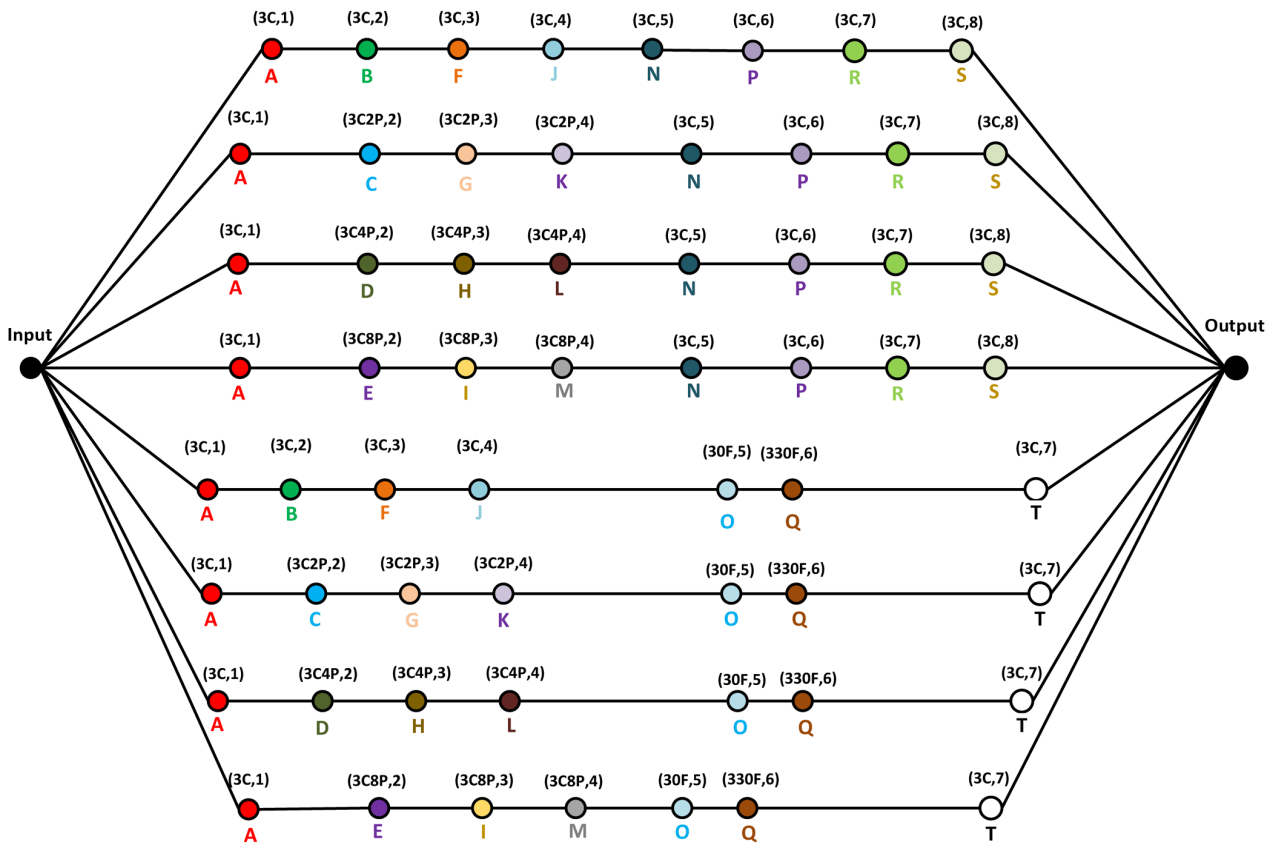 (3C,1) (3C,2) (3C,3) (3C,4) (3C,5) (3C,6) (3C,7) (3C,8)
A B F J N P R S
(3C,1) (3C2P,2) (3C2P,3) (3C2P,4) (3C,5) (3C,6) (3C,7) (3C,8)
A C G K N P R S
(3C,1) (3C4P,2) (3C4P,3) (3C4P,4) (3C,5) (3C,6) (3C,7) (3C,8)
A D H L N P R S
Input
Output
(3C,1) (3C8P,2) (3C8P,3) (3C8P,4) (3C,5) (3C,6) (3C,7) (3C,8)
A E I M N P R S
(3C,1) (3C,2) (3C,3) (3C,4) (30F,5) (330F,6) (3C,7)
A B F J O Q T
(3C,1) (3C2P,2) (3C2P,3) (3C2P,4) (30F,5) (330F,6) (3C,7)
A C G K O Q T
(3C,1) (3C4P,2) (3C4P,3) (3C4P,4) (30F,5) (330F,6) (3C,7)
A D H L O Q T
(3C,1) (3C8P,2) (3C8P,3) (3C8P,4) (30F,5) (330F,6) (3C,7)
A E I M O Q T